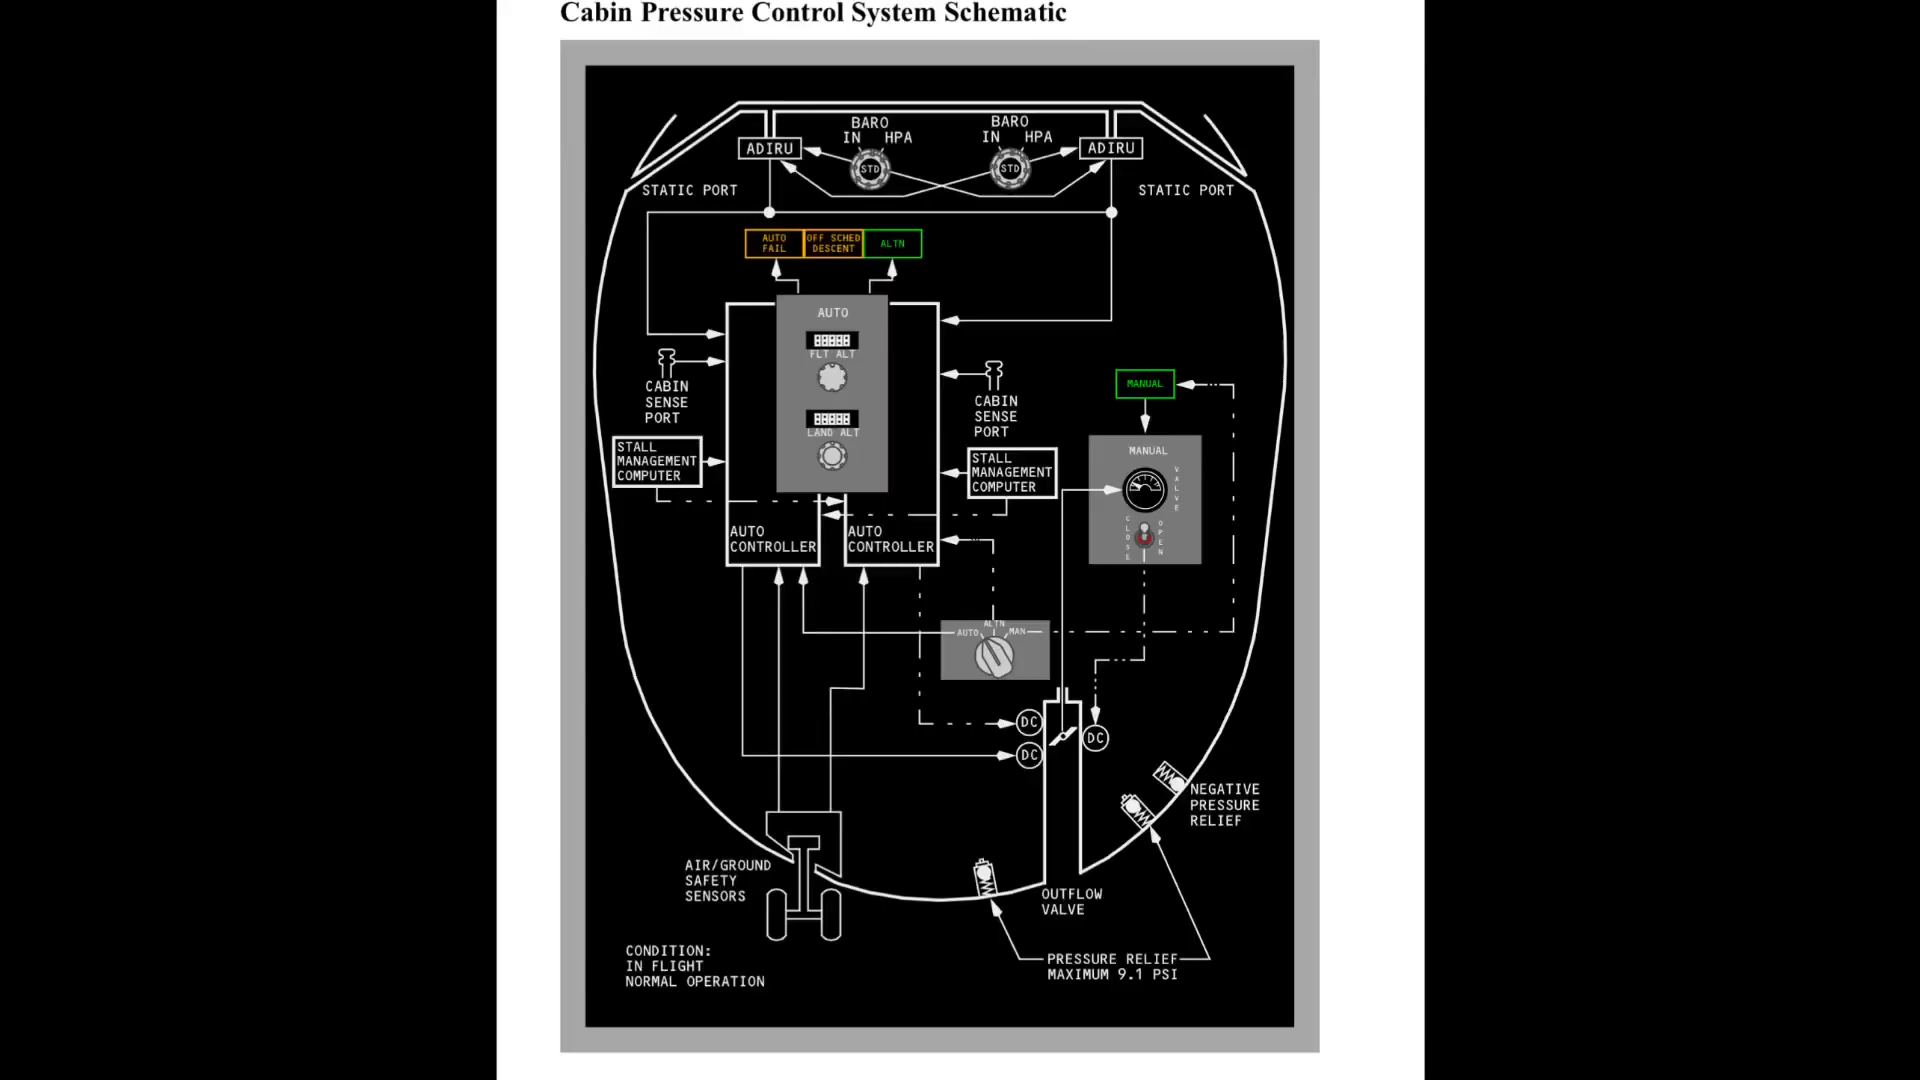 Cabin Pressure Control System Schematic
BARO
IN HPA
BARO
IN HPA
ADIRU
STD
STD
ADIRU
STATIC PORT
STATIC PORT
AUTO
FAIL
OFF SCHED
DESCENT
ALTN
AUTO
FLT ALT
LAND ALT
CABIN
SENSE
PORT
CABIN
SENSE
PORT
MANUAL
STALL
MANAGEMENT
COMPUTER
STALL
MANAGEMENT
COMPUTER
MANUAL
VALVE
CLOSE
OPEN
AUTO
CONTROLLER
AUTO
CONTROLLER
AUTO
ALTN
MAN
DC
DC
DC
NEGATIVE
PRESSURE
RELIEF
AIR/GROUND
SAFETY
SENSORS
OUTFLOW
VALVE
CONDITION:
IN FLIGHT
NORMAL OPERATION
PRESSURE RELIEF
MAXIMUM 9.1 PSI